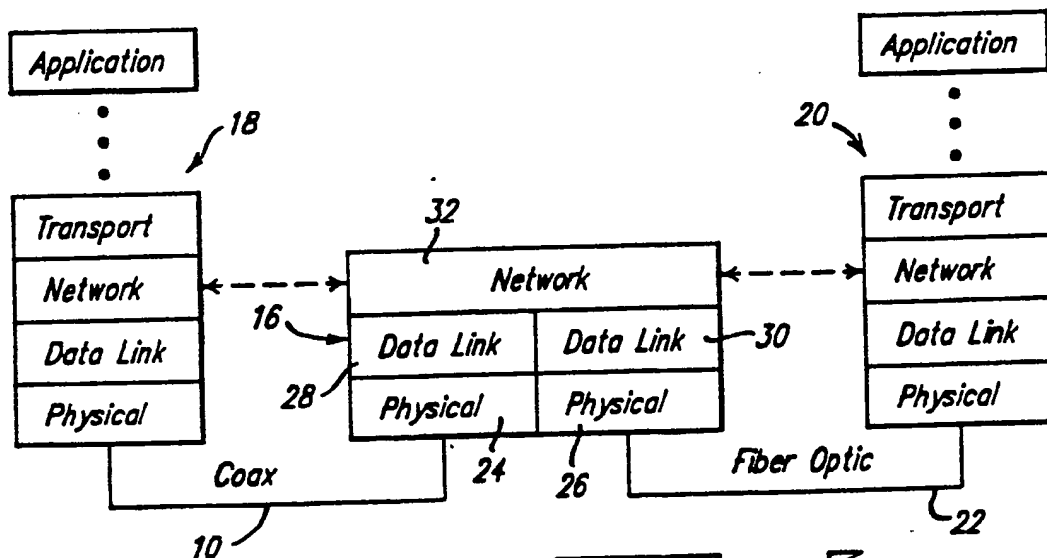 Application
18
Transport
Network
Data Link
Physical
Coax
10
32
Network
16
Data Link
Data Link
30
28
Physical
Physical
24
26
Application
20
Transport
Network
Data Link
Physical
Fiber Optic
22